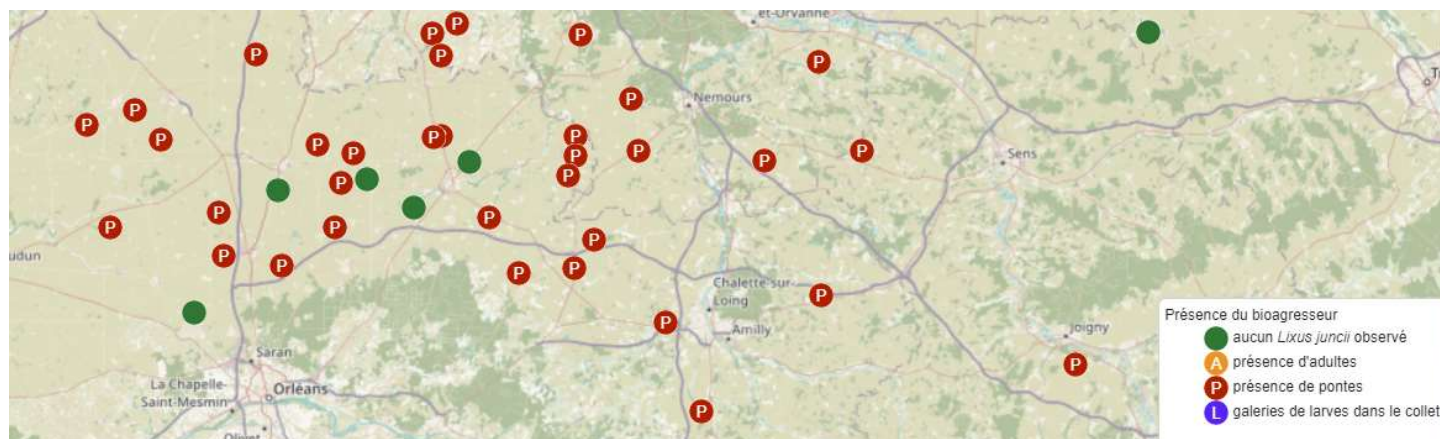 et-Orvanne
P
P
P
P
P
P
P
Nemours
P
P
P
P
P
P
P
P
P
P
P
P
P
P
Sens
P
P
P
P
P
P
udun
P
P
P
P
P
Chalette-sur-
Loing
P
P
Amilly
Joigny
P
Saran
La Chapelle-
Saint-Mesmin
Orléans
P
Olivet
Présence du bioagresseur
aucun Lixus juncii observé
A présence d'adultes
P présence de pontes
L galeries de larves dans le collet